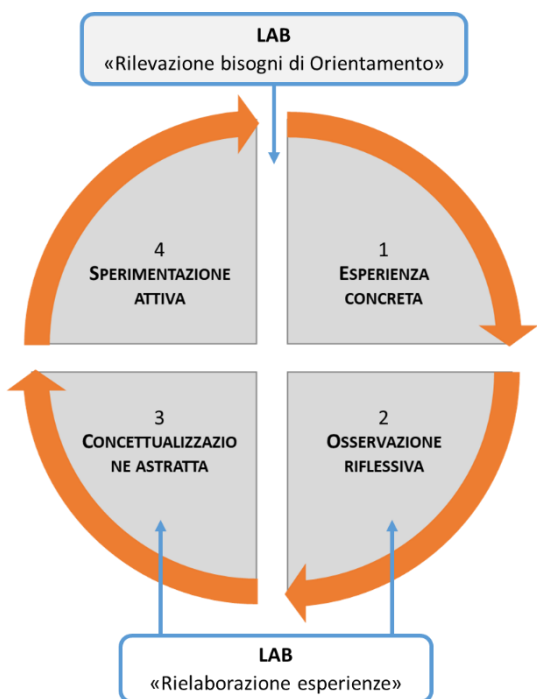 LAB
«Rilevazione bisogni di Orientamento»
4
SPERIMENTAZIONE
ATTIVA
1
ESPERIENZA
CONCRETA
3
CONCETTUALIZZAZIO
NE ASTRATTA
2
OSSERVAZIONE
RIFLESSIVA
LAB
«Rielaborazione esperienze»